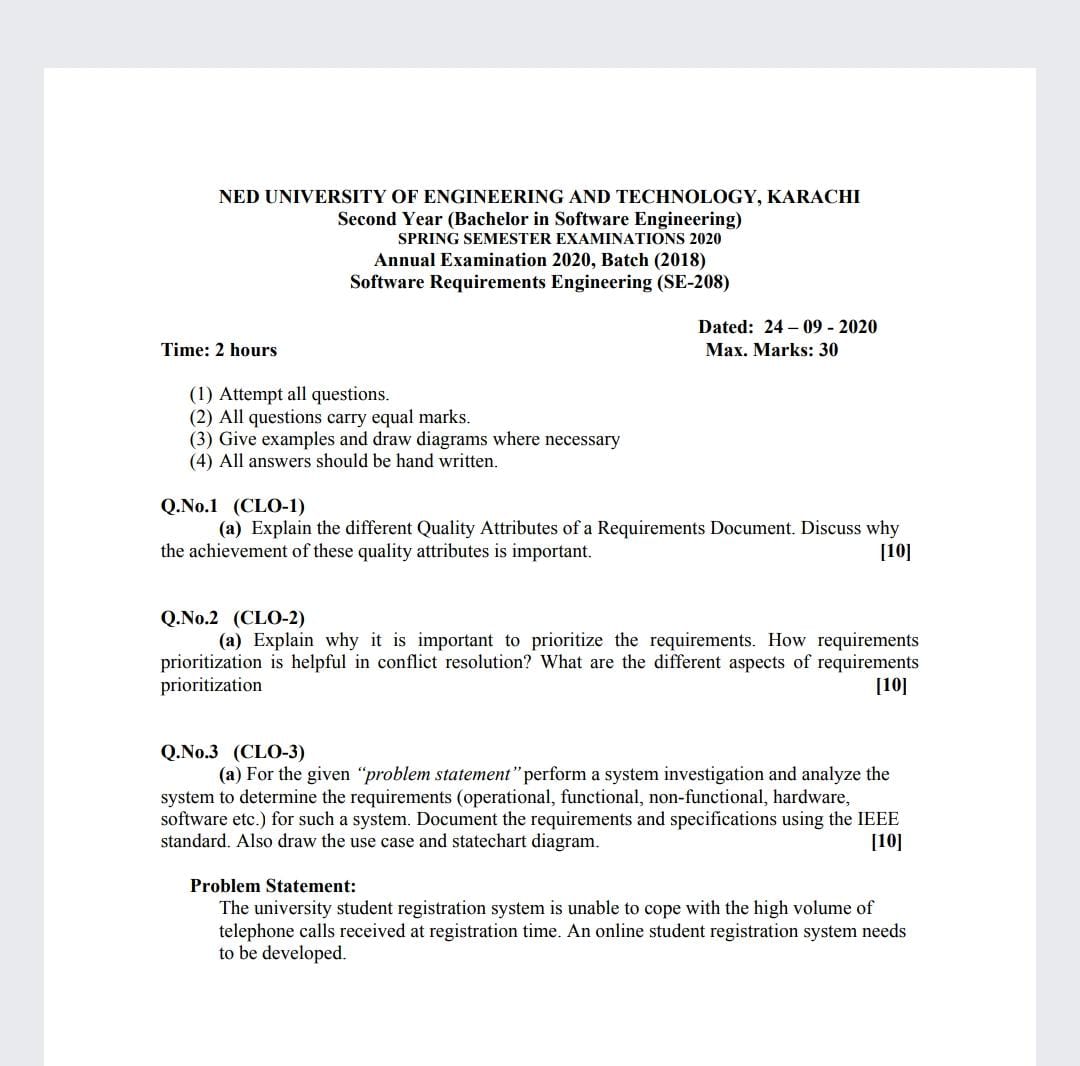 NED UNIVERSITY OF ENGINEERING AND TECHNOLOGY, KARACHI
Second Year (Bachelor in Software Engineering)
SPRING SEMESTER EXAMINATIONS 2020
Annual Examination 2020, Batch (2018)
Software Requirements Engineering (SE-208)
Dated: 24 – 09 - 2020
Time: 2 hours Max. Marks: 30
(1) Attempt all questions.
(2) All questions carry equal marks.
(3) Give examples and draw diagrams where necessary
(4) All answers should be hand written.
Q.No.1 (CLO-1)
(a) Explain the different Quality Attributes of a Requirements Document. Discuss why
the achievement of these quality attributes is important. [10]
Q.No.2 (CLO-2)
(a) Explain why it is important to prioritize the requirements. How requirements
prioritization is helpful in conflict resolution? What are the different aspects of requirements
prioritization [10]
Q.No.3 (CLO-3)
(a) For the given “problem statement” perform a system investigation and analyze the
system to determine the requirements (operational, functional, non-functional, hardware,
software etc.) for such a system. Document the requirements and specifications using the IEEE
standard. Also draw the use case and statechart diagram. [10]
Problem Statement:
The university student registration system is unable to cope with the high volume of
telephone calls received at registration time. An online student registration system needs
to be developed.